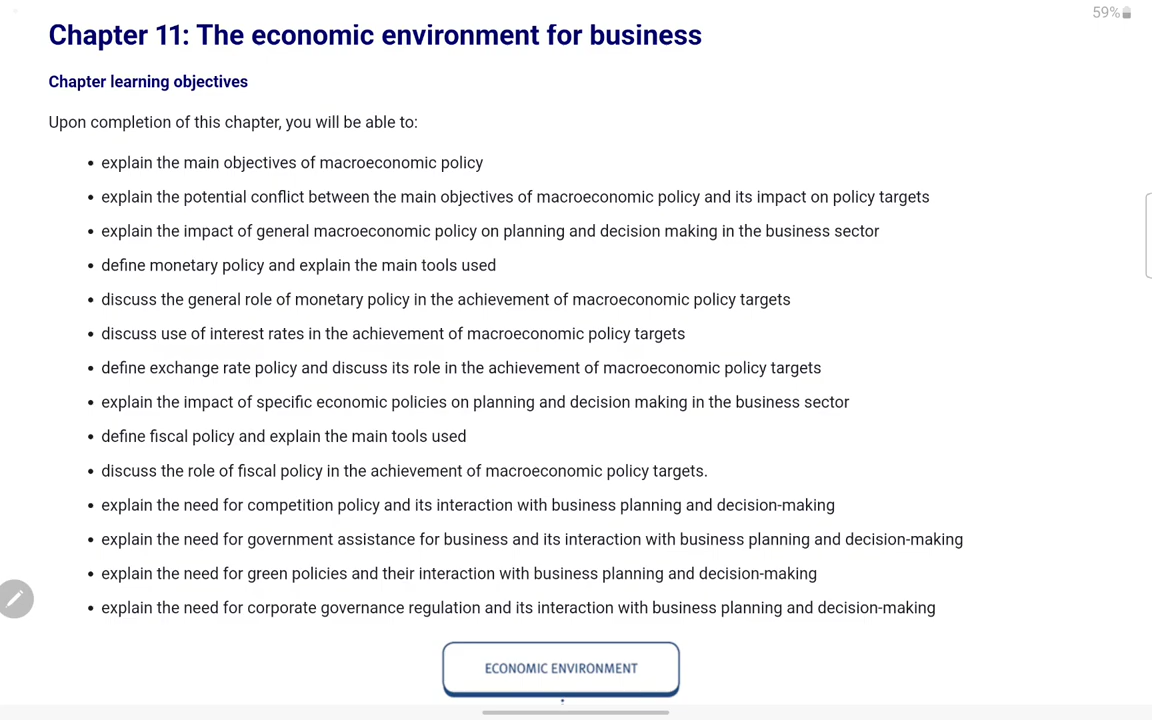 59%
Chapter 11: The economic environment for business
Chapter learning objectives
Upon completion of this chapter, you will be able to:
• explain the main objectives of macroeconomic policy
• explain the potential conflict between the main objectives of macroeconomic policy and its impact on policy targets
• explain the impact of general macroeconomic policy on planning and decision making in the business sector
• define monetary policy and explain the main tools used
• discuss the general role of monetary policy in the achievement of macroeconomic policy targets
• discuss use of interest rates in the achievement of macroeconomic policy targets
• define exchange rate policy and discuss its role in the achievement of macroeconomic policy targets
• explain the impact of specific economic policies on planning and decision making in the business sector
• define fiscal policy and explain the main tools used
• discuss the role of fiscal policy in the achievement of macroeconomic policy targets.
• explain the need for competition policy and its interaction with business planning and decision-making
• explain the need for government assistance for business and its interaction with business planning and decision-making
• explain the need for green policies and their interaction with business planning and decision-making
• explain the need for corporate governance regulation and its interaction with business planning and decision-making
ECONOMIC ENVIRONMENT